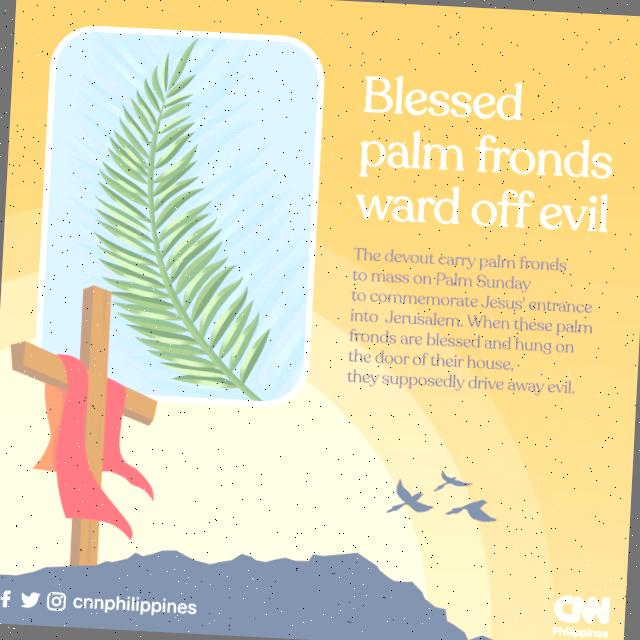 Blessed
palm fronds
ward off evil
The devout carry palm fronds
to mass on Palm Sunday
to commemorate Jesus' entrance
into Jerusalem. When these palm
fronds are blessed and hung on
the door of their house,
they supposedly drive away evil.
cnnphilippines
CNN
Philippines